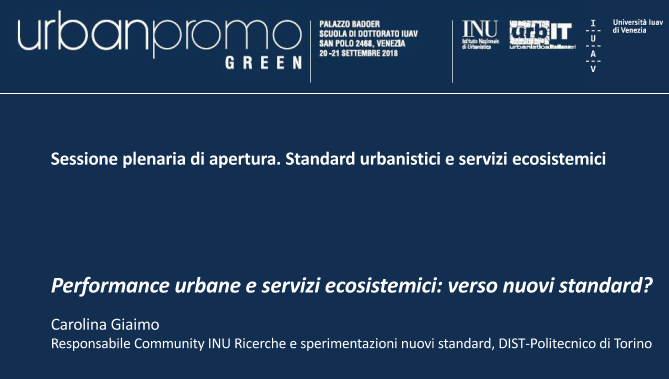 urbanpromo
GREEN
PALAZZO BADOER
SCUOLA DI DOTTORATO IUAV
SAN POLO 2468, VENEZIA
20 -21 SETTEMBRE 2018
INU
Istituto Nazionale
di Urbanistica
urbIT
urbanisticaitaliana srl
I
U
A
V
Università Iuav
di Venezia
Sessione plenaria di apertura. Standard urbanistici e servizi ecosistemici
Performance urbane e servizi ecosistemici: verso nuovi standard?
Carolina Giaimo
Responsabile Community INU Ricerche e sperimentazioni nuovi standard, DIST-Politecnico di Torino